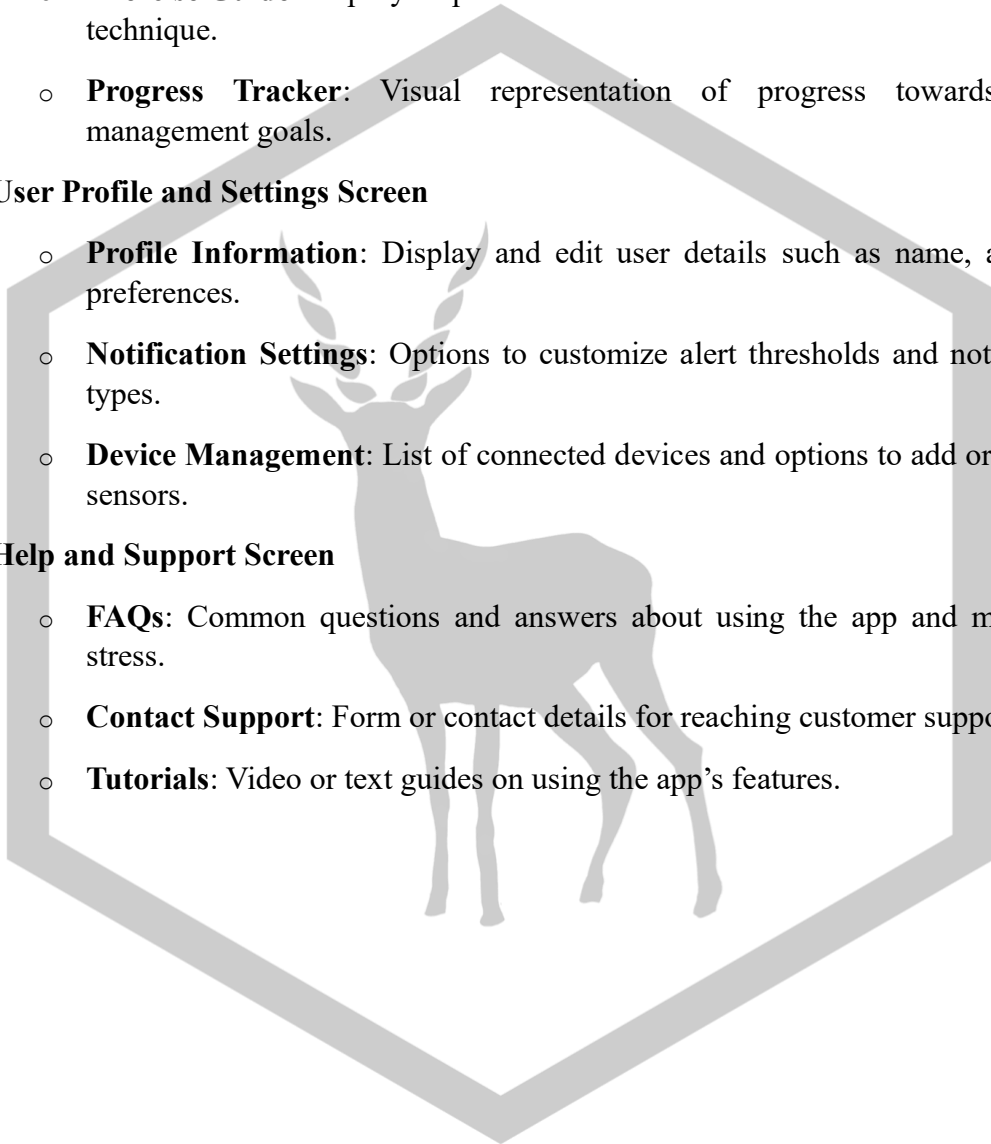 technique.
○ Progress Tracker: Visual representation of progress towards
management goals.
User Profile and Settings Screen
○ Profile Information: Display and edit user details such as name,
preferences.
○ Notification Settings: Options to customize alert thresholds and
types.
○ Device Management: List of connected devices and options to add or
sensors.
Help and Support Screen
○ FAQs: Common questions and answers about using the app and
stress.
○ Contact Support: Form or contact details for reaching customer
○ Tutorials: Video or text guides on using the app’s features.